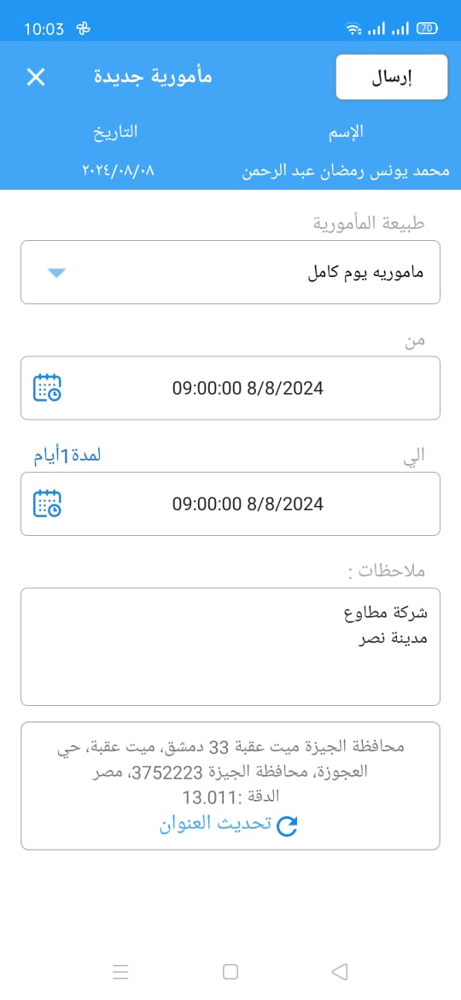 10:03
70
إرسال
مأمورية جديدة
الإسم
التاريخ
محمد يونس رمضان عبد الرحمن
٢٠٢٤/٠٨/٠٨
طبيعة المأمورية
ماموريه يوم كامل
من
09:00:00 8/8/2024
الي
لمدة1أيام
09:00:00 8/8/2024
ملاحظات :
شركة مطاوع
مدينة نصر
محافظة الجيزة ميت عقبة 33 دمشق، ميت عقبة، حي
العجوزة، محافظة الجيزة 3752223، مصر
الدقة :13.011
تحديث العنوان